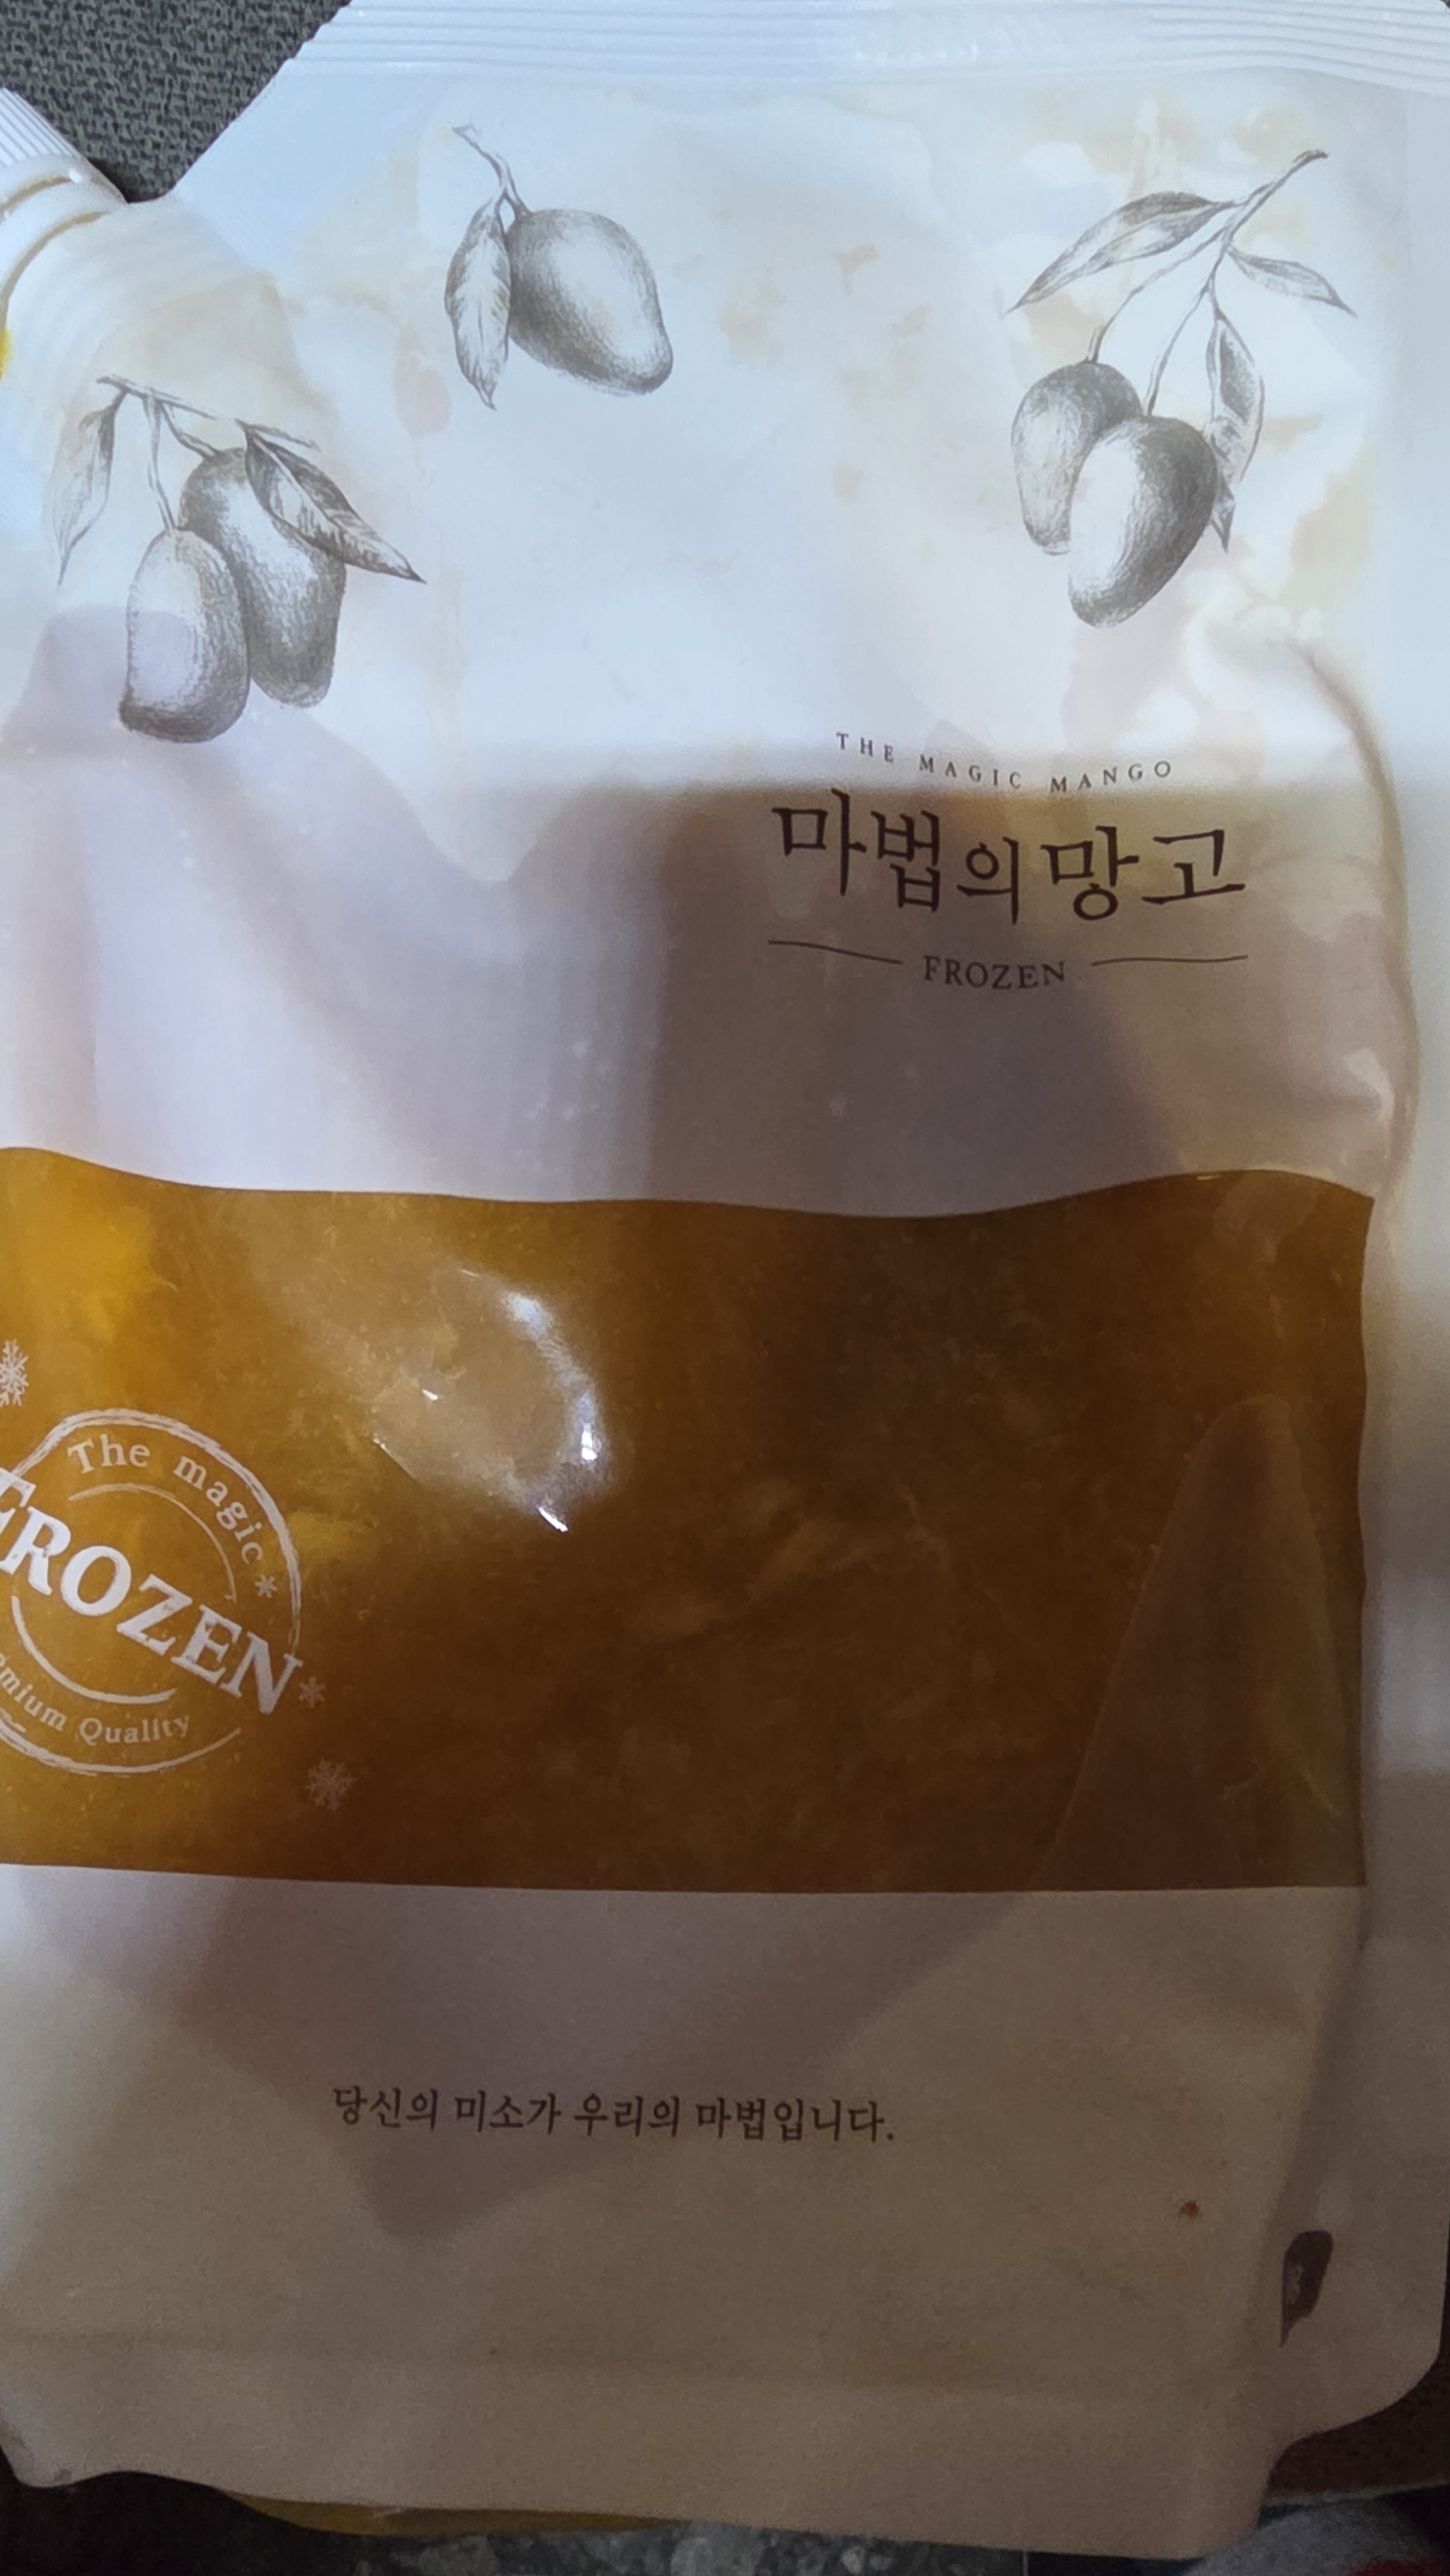 THE MAGIC MANGO
마법의망고
FROZEN
The magic
FROZEN
Quality
당신의 미소가 우리의 마법입니다.